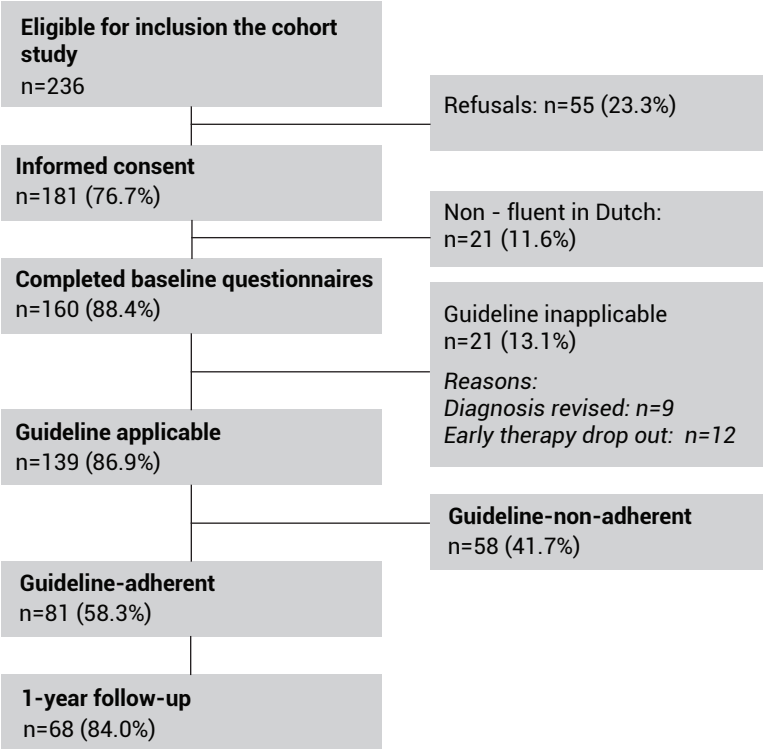 Eligible for inclusion the cohort
study
n=236
Refusals: n=55 (23.3%)
Informed consent
n=181 (76.7%)
Non - fluent in Dutch:
n=21 (11.6%)
Completed baseline questionnaires
n=160 (88.4%)
Guideline inapplicable
n=21 (13.1%)
Reasons:
Diagnosis revised: n=9
Early therapy drop out: n=12
Guideline applicable
n=139 (86.9%)
Guideline-non-adherent
n=58 (41.7%)
Guideline-adherent
n=81 (58.3%)
1-year follow-up
n=68 (84.0%)